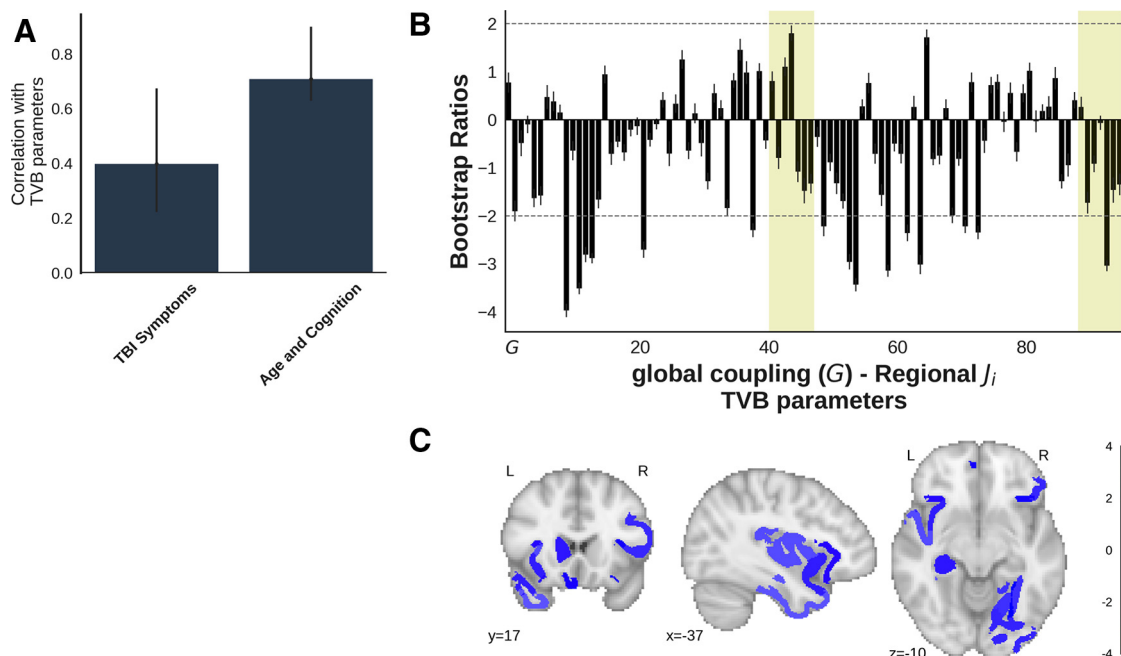 A
Correlation with
TVB parameters
0.8
0.6
0.4
0.2
0.0
TBI Symptoms
Age and Cognition
B
Bootstrap Ratios
2
1
0
−1
−2
−3
−4
G 20 40 60 80
global coupling (G) - Regional Ji
TVB parameters
C
L R
y=17
x=-37
L R
z=-10
4
2
0
-2
-4